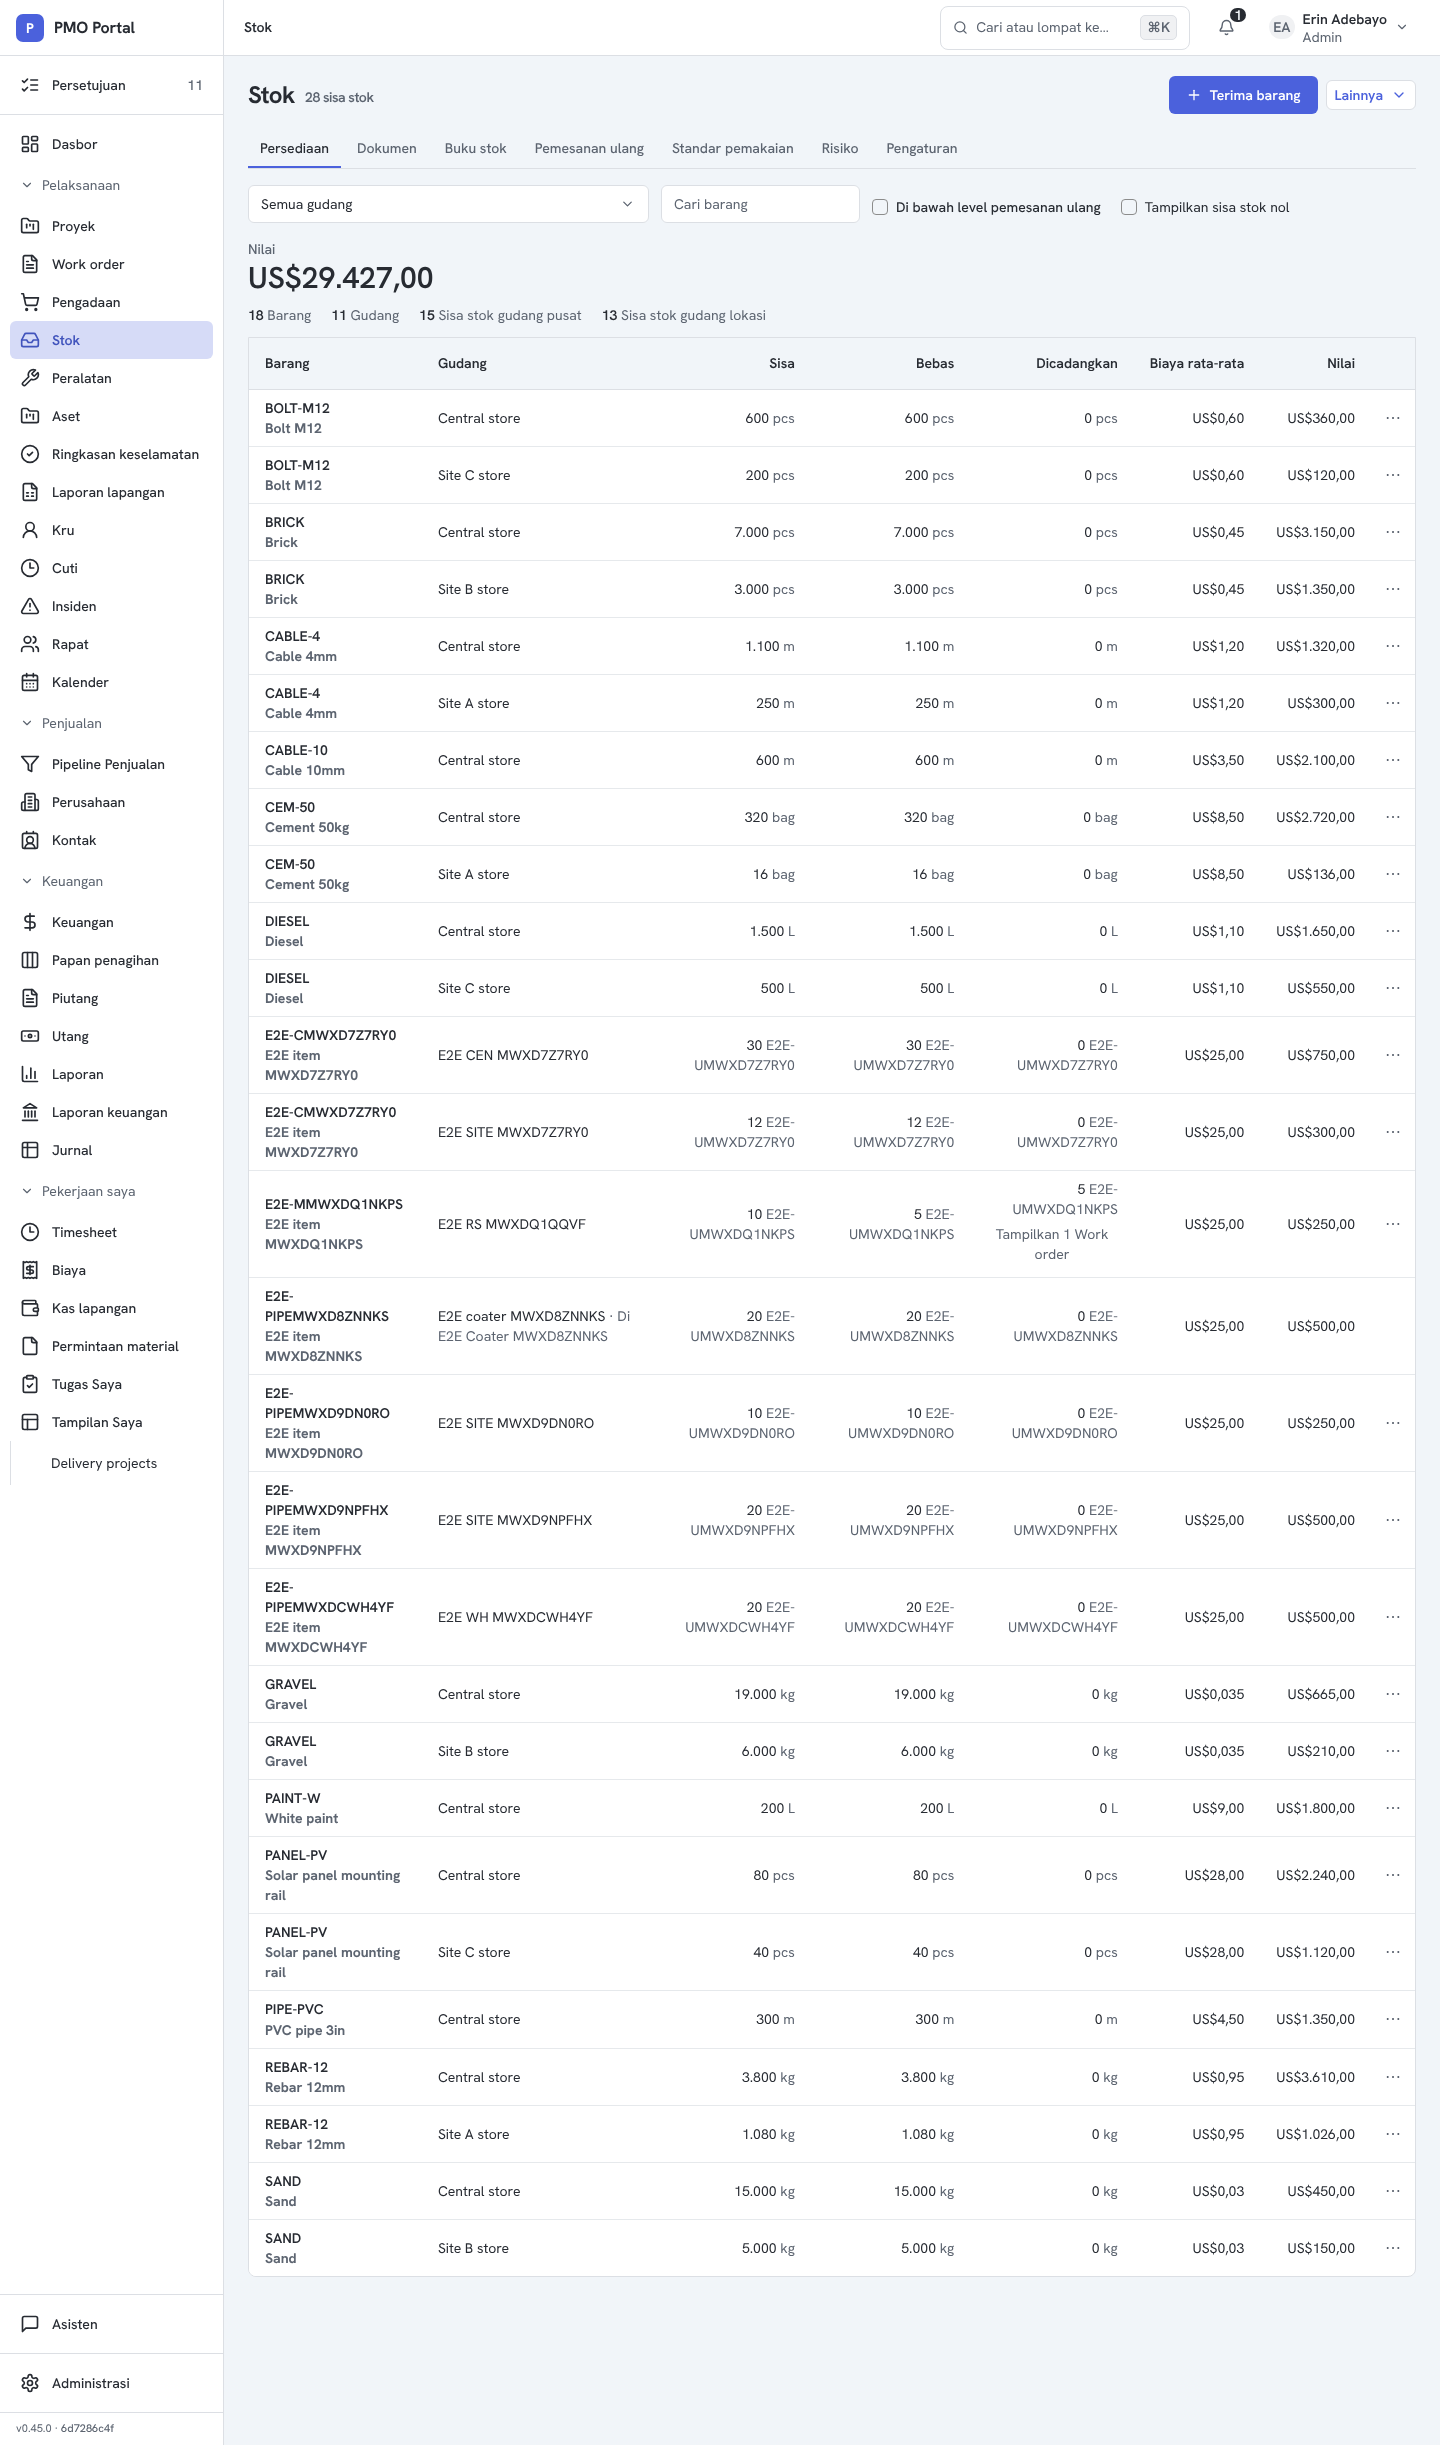 P PMO Portal
Stok
Cari atau lompat ke... ⌘K
1
EA Erin Adebayo
Admin
Persetujuan 11
Dasbor
Pelaksanaan
Proyek
Work order
Pengadaan
Stok
Peralatan
Aset
Ringkasan keselamatan
Laporan lapangan
Kru
Cuti
Insiden
Rapat
Kalender
Penjualan
Pipeline Penjualan
Perusahaan
Kontak
Keuangan
Keuangan
Papan penagihan
Piutang
Utang
Laporan
Laporan keuangan
Jurnal
Pekerjaan saya
Timesheet
Biaya
Kas lapangan
Permintaan material
Tugas Saya
Tampilan Saya
Delivery projects
Asisten
Administrasi
v0.45.0 · 6d7286c4f
Stok 28 sisa stok
Terima barang Lainnya
Persediaan Dokumen Buku stok Pemesanan ulang Standar pemakaian Risiko Pengaturan
Semua gudang Cari barang Di bawah level pemesanan ulang Tampilkan sisa stok nol
Nilai
US$29.427,00
18 Barang 11 Gudang 15 Sisa stok gudang pusat 13 Sisa stok gudang lokasi
Barang Gudang Sisa Bebas Dicadangkan Biaya rata-rata Nilai
BOLT-M12
Bolt M12 Central store 600 pcs 600 pcs 0 pcs US$0,60 US$360,00 ...
BOLT-M12
Bolt M12 Site C store 200 pcs 200 pcs 0 pcs US$0,60 US$120,00 ...
BRICK
Brick Central store 7.000 pcs 7.000 pcs 0 pcs US$0,45 US$3.150,00 ...
BRICK
Brick Site B store 3.000 pcs 3.000 pcs 0 pcs US$0,45 US$1.350,00 ...
CABLE-4
Cable 4mm Central store 1.100 m 1.100 m 0 m US$1,20 US$1.320,00 ...
CABLE-4
Cable 4mm Site A store 250 m 250 m 0 m US$1,20 US$300,00 ...
CABLE-10
Cable 10mm Central store 600 m 600 m 0 m US$3,50 US$2.100,00 ...
CEM-50
Cement 50kg Central store 320 bag 320 bag 0 bag US$8,50 US$2.720,00 ...
CEM-50
Cement 50kg Site A store 16 bag 16 bag 0 bag US$8,50 US$136,00 ...
DIESEL
Diesel Central store 1.500 L 1.500 L 0 L US$1,10 US$1.650,00 ...
DIESEL
Diesel Site C store 500 L 500 L 0 L US$1,10 US$550,00 ...
E2E-CMWXD7Z7RY0 30 E2E- 30 E2E- 0 E2E-
E2E item E2E CEN MWXD7Z7RY0 US$25,00 US$750,00 ...
MWXD7Z7RY0 UMWXD7Z7RY0 UMWXD7Z7RY0 UMWXD7Z7RY0
E2E-CMWXD7Z7RY0 12 E2E- 12 E2E- 0 E2E-
E2E item E2E SITE MWXD7Z7RY0 US$25,00 US$300,00 ...
MWXD7Z7RY0 UMWXD7Z7RY0 UMWXD7Z7RY0 UMWXD7Z7RY0
5 E2E-
E2E-MMWXDQ1NKPS 10 E2E- 5 E2E- UMWXDQ1NKPS
E2E item E2E RS MWXDQ1QQVF US$25,00 US$250,00 ...
MWXDQ1NKPS UMWXDQ1NKPS UMWXDQ1NKPS Tampilkan 1 Work
order
E2E-
PIPEMWXD8ZNNKS E2E coater MWXD8ZNNKS · Di 20 E2E- 20 E2E- 0 E2E- US$25,00 US$500,00
E2E item E2E Coater MWXD8ZNNKS UMWXD8ZNNKS UMWXD8ZNNKS UMWXD8ZNNKS
MWXD8ZNNKS
E2E-
PIPEMWXD9DN0RO 10 E2E- 10 E2E- 0 E2E-
E2E item E2E SITE MWXD9DN0RO UMWXD9DN0RO UMWXD9DN0RO UMWXD9DN0RO US$25,00 US$250,00 ...
MWXD9DN0RO
E2E-
PIPEMWXD9NPFHX 20 E2E- 20 E2E- 0 E2E-
E2E item E2E SITE MWXD9NPFHX UMWXD9NPFHX UMWXD9NPFHX UMWXD9NPFHX US$25,00 US$500,00 ...
MWXD9NPFHX
E2E-
PIPEMWXDCWH4YF 20 E2E- 20 E2E- 0 E2E-
E2E item E2E WH MWXDCWH4YF UMWXDCWH4YF UMWXDCWH4YF UMWXDCWH4YF US$25,00 US$500,00 ...
MWXDCWH4YF
GRAVEL
Gravel Central store 19.000 kg 19.000 kg 0 kg US$0,035 US$665,00 ...
GRAVEL
Gravel Site B store 6.000 kg 6.000 kg 0 kg US$0,035 US$210,00 ...
PAINT-W
White paint Central store 200 L 200 L 0 L US$9,00 US$1.800,00 ...
PANEL-PV
Solar panel mounting Central store 80 pcs 80 pcs 0 pcs US$28,00 US$2.240,00 ...
rail
PANEL-PV
Solar panel mounting Site C store 40 pcs 40 pcs 0 pcs US$28,00 US$1.120,00 ...
rail
PIPE-PVC
PVC pipe 3in Central store 300 m 300 m 0 m US$4,50 US$1.350,00 ...
REBAR-12
Rebar 12mm Central store 3.800 kg 3.800 kg 0 kg US$0,95 US$3.610,00 ...
REBAR-12
Rebar 12mm Site A store 1.080 kg 1.080 kg 0 kg US$0,95 US$1.026,00 ...
SAND
Sand Central store 15.000 kg 15.000 kg 0 kg US$0,03 US$450,00 ...
SAND
Sand Site B store 5.000 kg 5.000 kg 0 kg US$0,03 US$150,00 ...